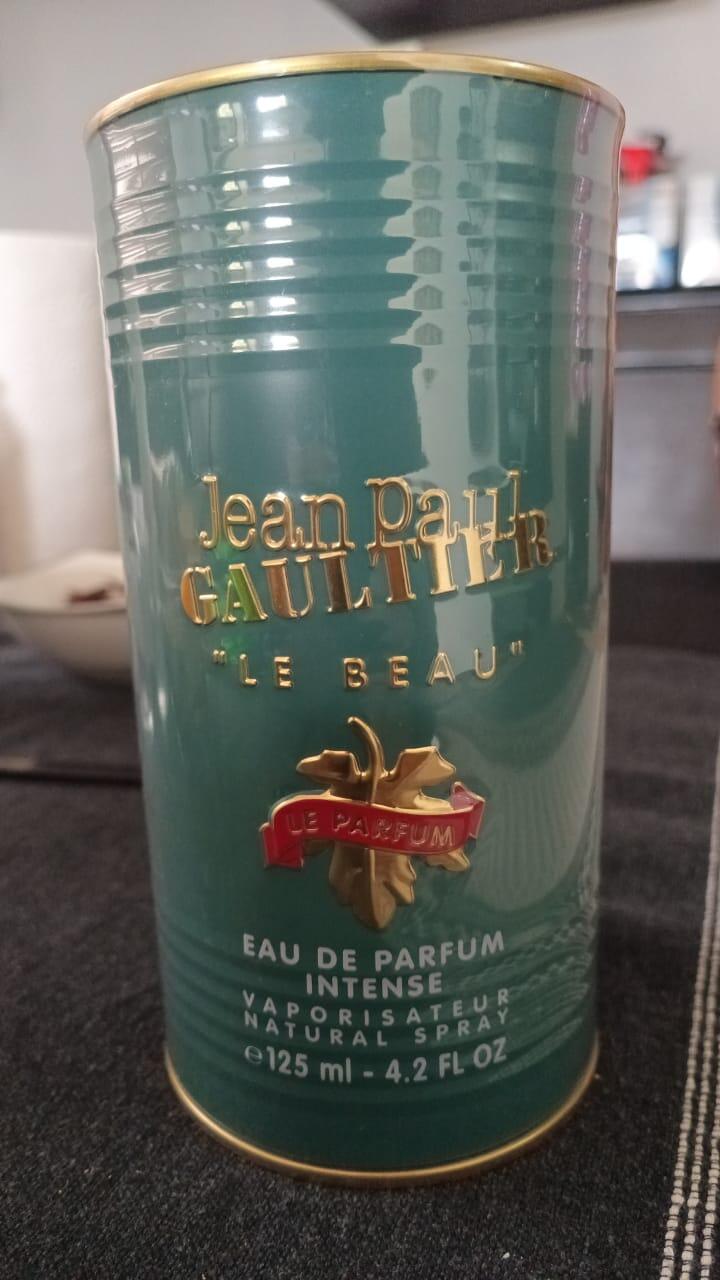 Jean Paul
GAULTIER
"LE BEAU"
LE PARFUM
EAU DE PARFUM
INTENSE
VAPORISATEUR
NATURAL SPRAY
℮125 ml - 4.2 FL OZ